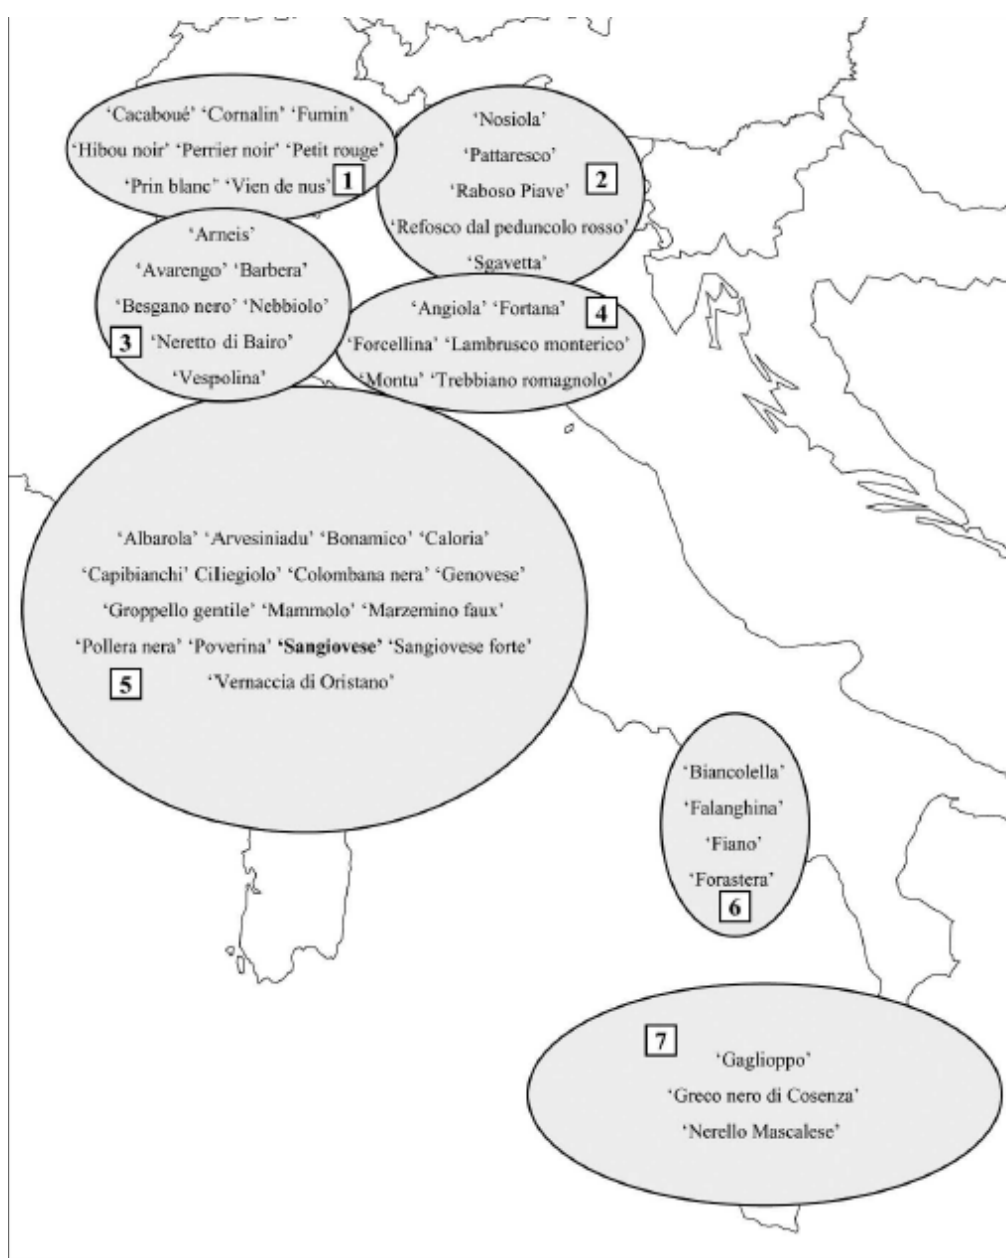 ‘Cacaboué’ ‘Cornalin’ ‘Fumin’
‘Hibou noir’ ‘Perrier noir’ ‘Petit rouge’
‘Prin blanc’ ‘Vien de nus’
1
‘Nosiola’
‘Pattaresco’
‘Raboso Piave’
2
‘Refosco dal peduncolo rosso’
‘Sgavetta’
‘Arneis’
‘Avarengo’ ‘Barbera’
‘Besgano nero’ ‘Nebbiolo’
3
‘Neretto di Bairo’
‘Vespolina’
‘Angiola’ ‘Fortana’
4
‘Forcellina’ ‘Lambrusco monterico’
‘Montu’ ‘Trebbiano romagnolo’
‘Albarola’ ‘Arvesiniadu’ ‘Bonamico’ ‘Caloria’
‘Capibianchi’ Ciliegiolo’ ‘Colombana nera’ ‘Genovese’
‘Groppello gentile’ ‘Mammolo’ ‘Marzemino faux’
‘Pollera nera’ ‘Poverina’ ‘Sangiovese’ ‘Sangiovese forte’
‘Vernaccia di Oristano’
5
‘Biancolella’
‘Falanghina’
‘Fiano’
‘Forastera’
6
7
‘Gaglioppo’
‘Greco nero di Cosenza’
‘Nerello Mascalese’